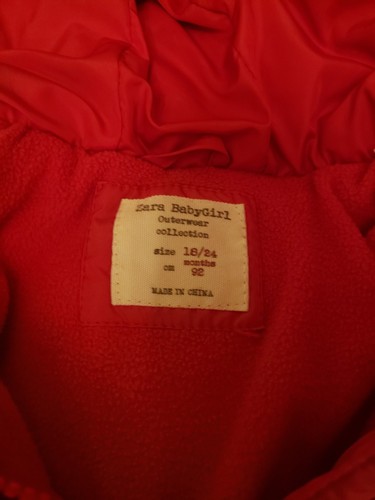 Zara BabyGirl
Outerwear
collection
size 18/24
months
cm 92
MADE IN CHINA